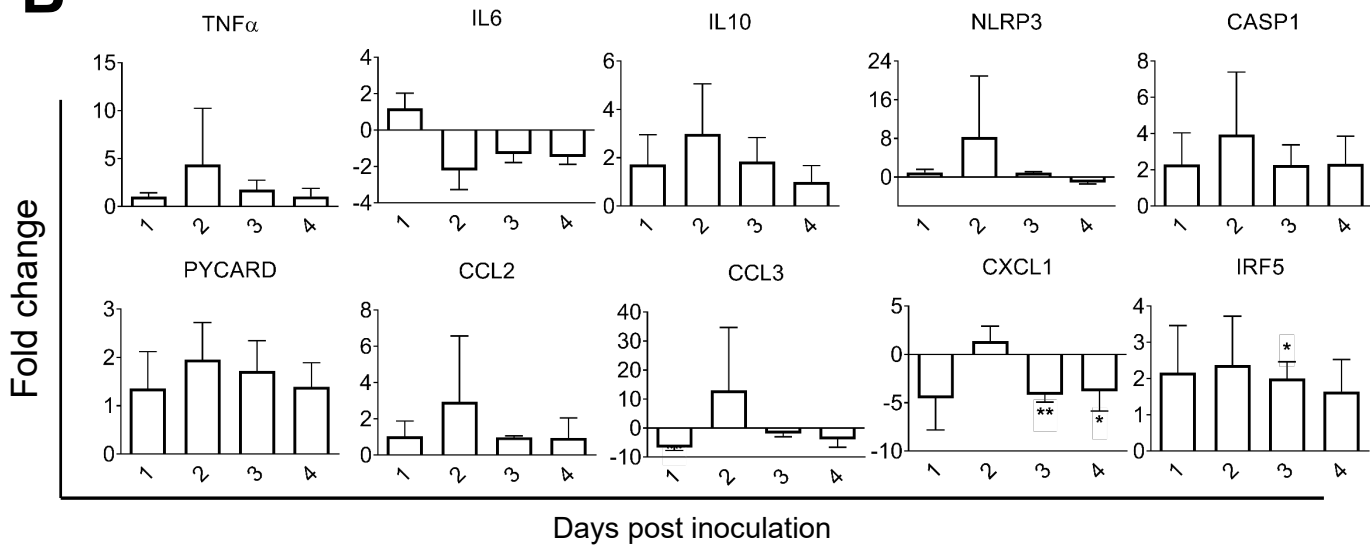 B
TNFα IL6 IL10 NLRP3 CASP1
15 10 5 0
4 2 0 -2 -4
6 4 2 0
24 16 8 0
8 6 4 2 0
1 2 3 4 1 2 3 4 1 2 3 4 1 2 3 4 1 2 3 4
Fold change
PYCARD CCL2 CCL3 CXCL1 IRF5
3 2 1 0
8 6 4 2 0
40 30 20 10 0 -10
5 0 -5 -10
4 3 2 1 0
** * *
1 2 3 4 1 2 3 4 1 2 3 4 1 2 3 4 1 2 3 4
Days post inoculation